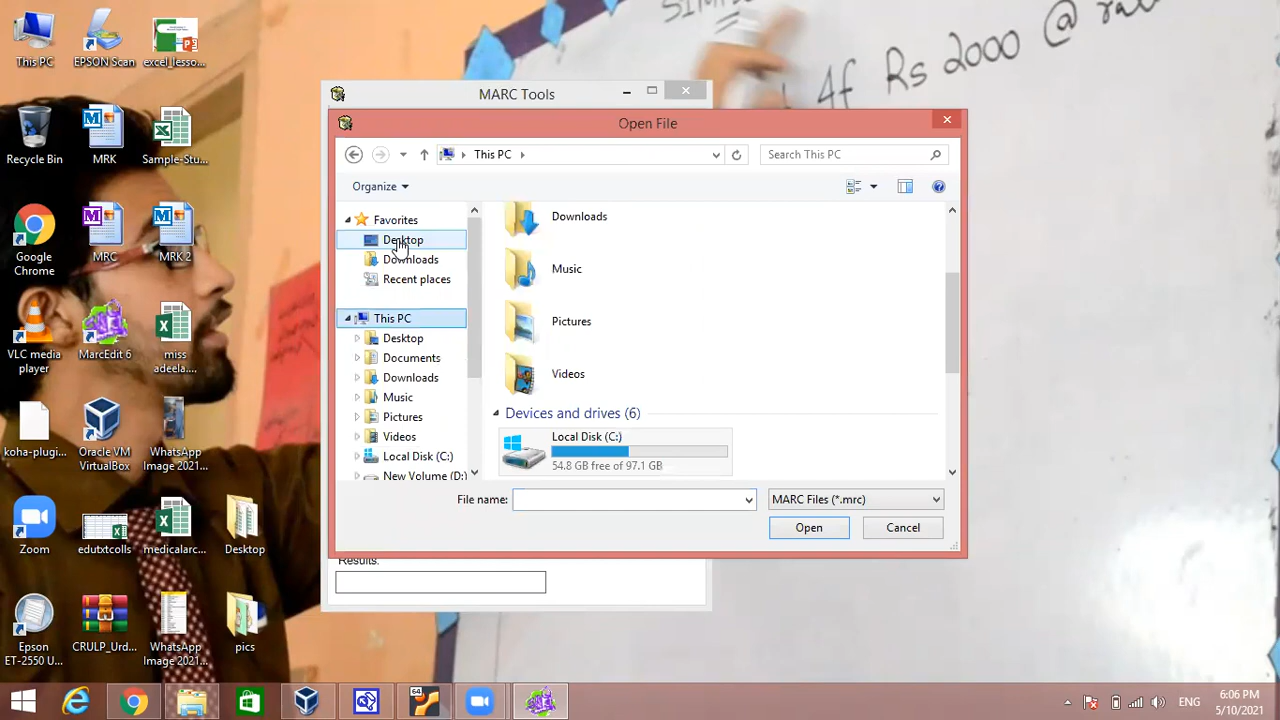 SIMPLE
If Rs 2000 @ rate
This PC
EPSON Scan
excel_lesso...
Recycle Bin
MRK
Sample-Stu...
Google
Chrome
MRC
MRK 2
VLC media
player
MarcEdit 6
miss
adeela....
koha-plugi...
Oracle VM
VirtualBox
WhatsApp
Image 2021...
Zoom
edutxtcolls
medicalarc...
Desktop
Epson
ET-2550 U...
CRULP_Urd...
WhatsApp
Image 2021...
pics
MARC Tools
Open File
This PC
Search This PC
Organize
Favorites
Desktop
Downloads
Recent places
This PC
Desktop
Documents
Downloads
Music
Pictures
Videos
Local Disk (C:)
New Volume (D:)
Downloads
Music
Pictures
Videos
Devices and drives (6)
Local Disk (C:)
54.8 GB free of 97.1 GB
File name:
MARC Files (*.mrc)
Open
Cancel
Results:
64
ENG
6:06 PM
5/10/2021